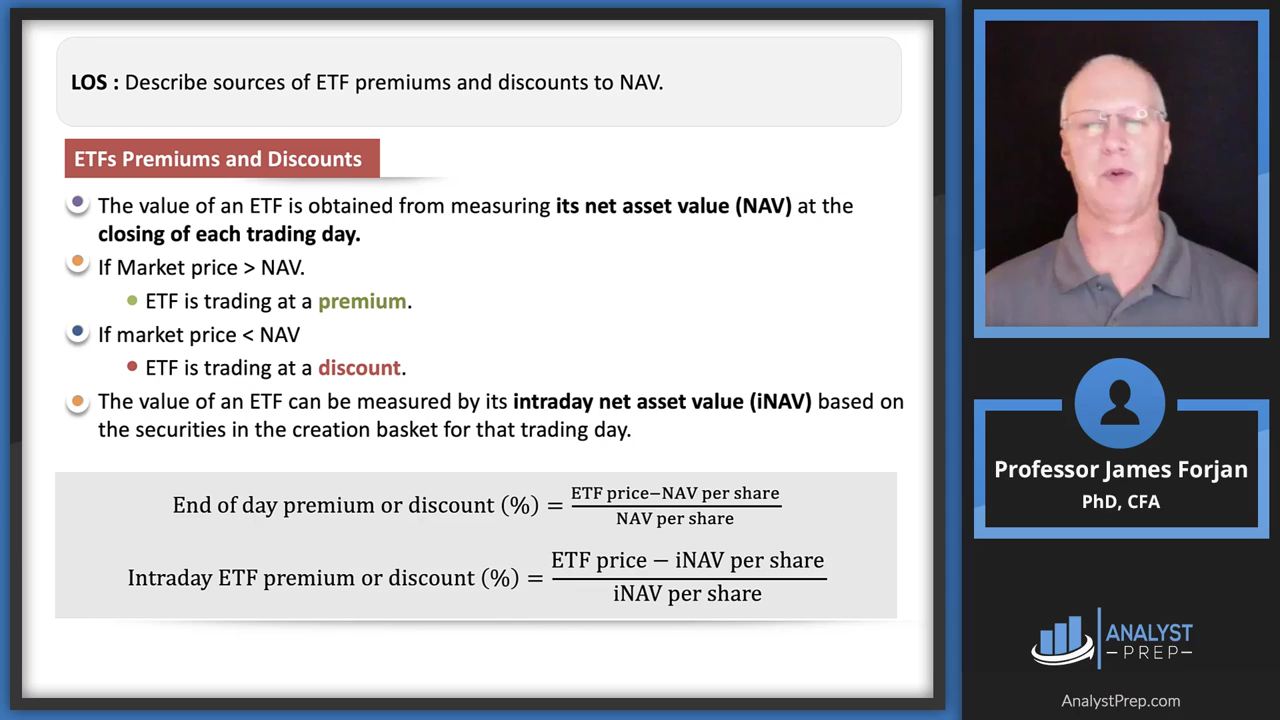 LOS : Describe sources of ETF premiums and discounts to NAV.
ETFs Premiums and Discounts
The value of an ETF is obtained from measuring its net asset value (NAV) at the
closing of each trading day.
If Market price > NAV.
ETF is trading at a premium.
If market price < NAV
ETF is trading at a discount.
The value of an ETF can be measured by its intraday net asset value (iNAV) based on
the securities in the creation basket for that trading day.
End of day premium or discount (%) = ETF price−NAV per share
NAV per share
Intraday ETF premium or discount (%) = ETF price − iNAV per share
iNAV per share
Professor James Forjan
PhD, CFA
ANALYST
PREP
AnalystPrep.com